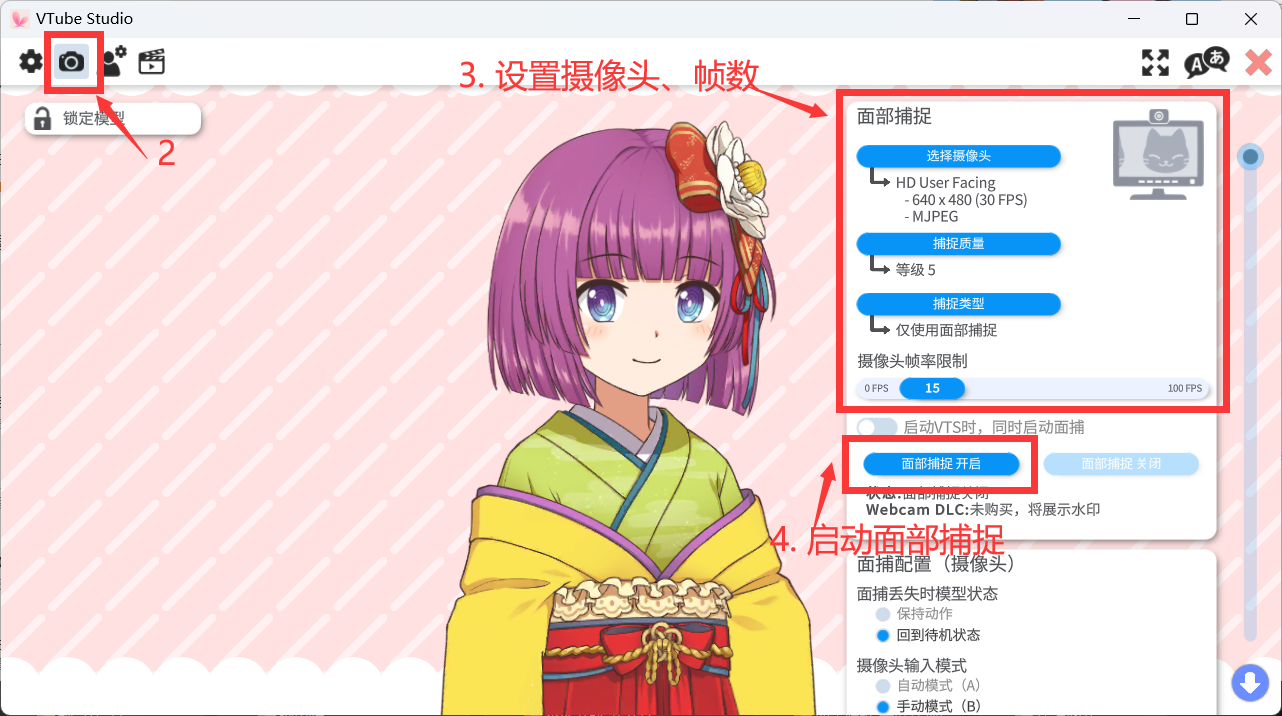 VTube Studio
3. 设置摄像头、帧数
锁定模型
2
面部捕捉
选择摄像头
HD User Facing
- 640 x 480 (30 FPS)
- MJPEG
捕捉质量
等级 5
捕捉类型
仅使用面部捕捉
摄像头帧率限制
0 FPS
15
100 FPS
启动VTS时，同时启动面捕
面部捕捉 开启
面部捕捉 关闭
状态:面部捕捉关闭
Webcam DLC:未购买，将展示水印
4. 启动面部捕捉
面捕配置（摄像头）
面捕丢失时模型状态
保持动作
回到待机状态
摄像头输入模式
自动模式（A）
手动模式（B）